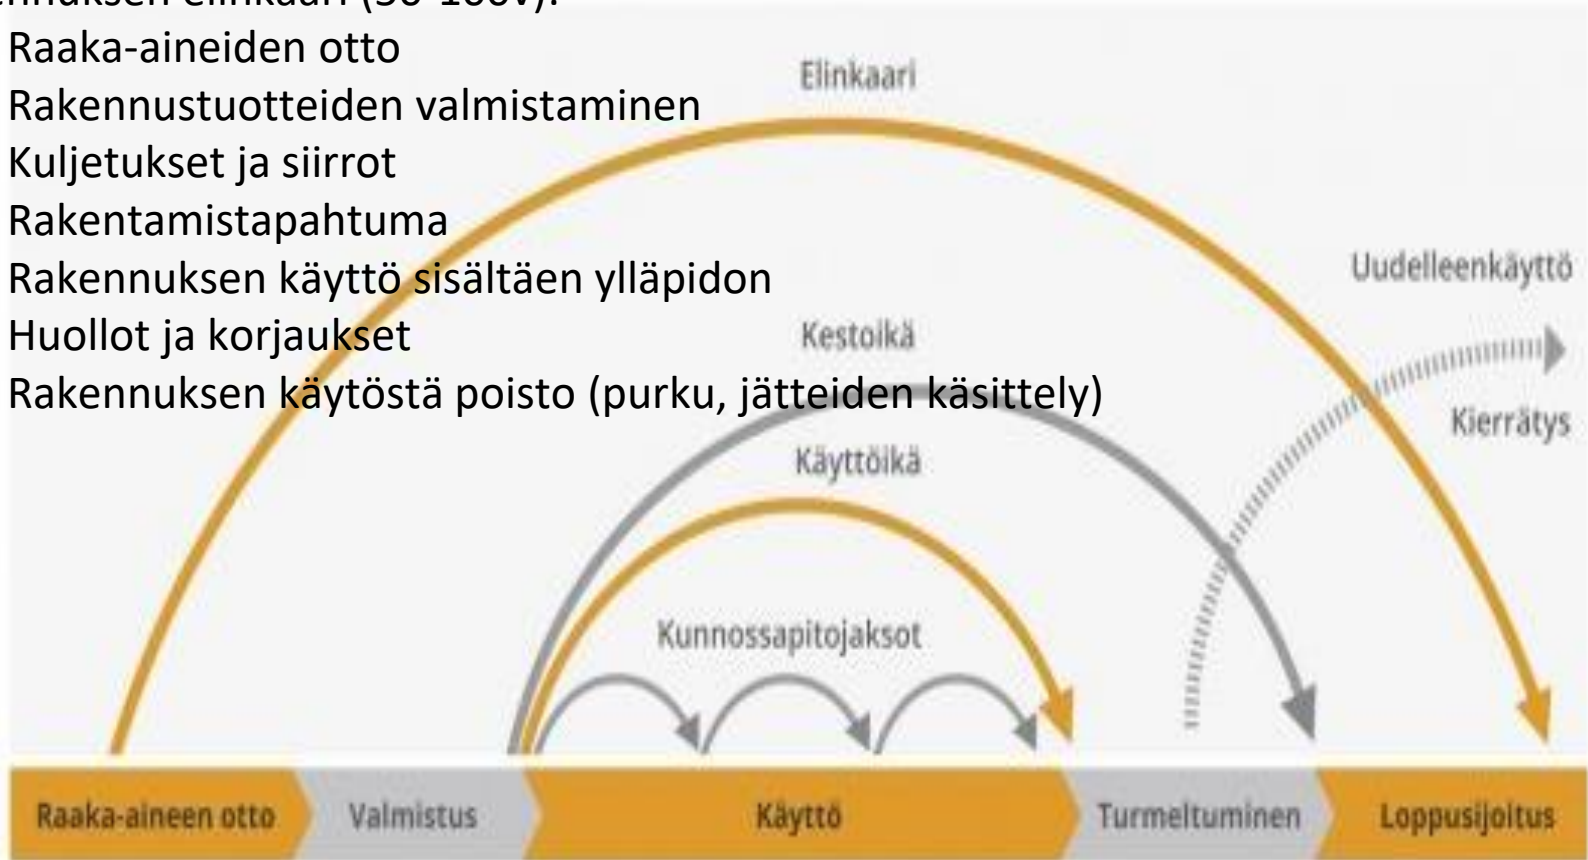 elinkaari
Raaka-aineiden otto
Rakennustuotteiden valmistaminen
Kuljetukset ja siirrot
Rakentamistapahtuma
Rakennuksen käyttö sisältäen ylläpidon
Huollot ja korjaukset
Rakennuksen käytöstä poisto (purku, jätteiden käsittely)
Elinkaari
Uudelleenkäyttö
Kestoikä
Kierrätys
Käyttöikä
Kunnossapitojaksot
Raaka-aineen otto
Valmistus
Käyttö
Turmeltuminen
Loppusijoitus